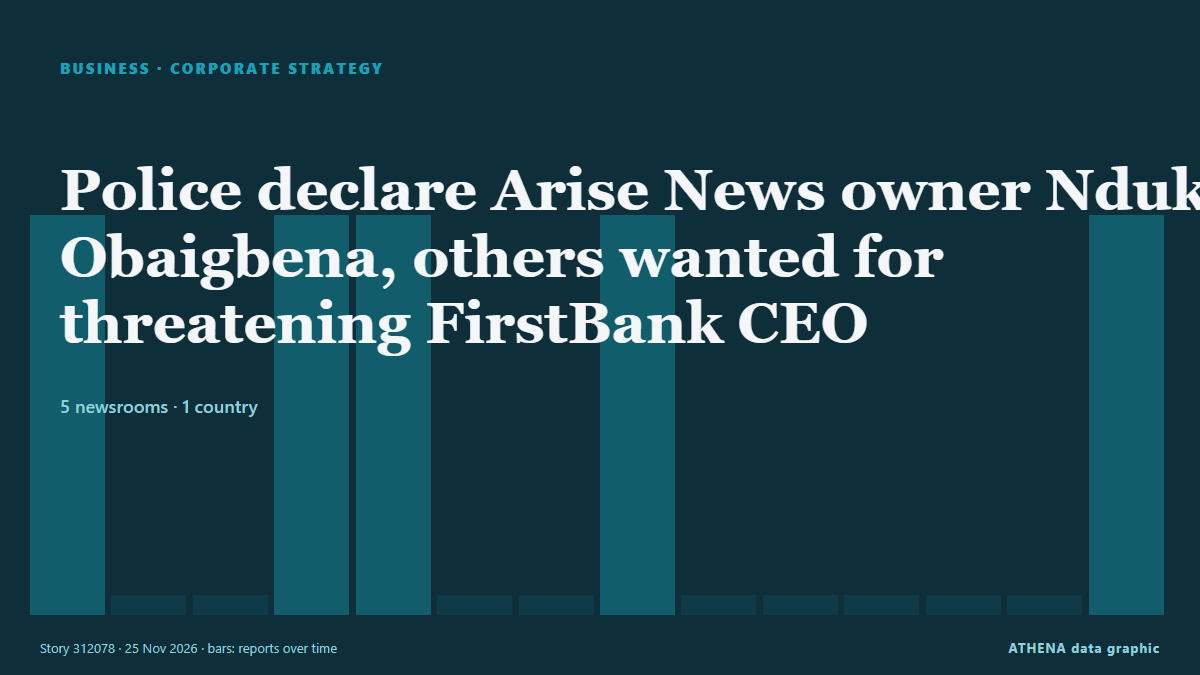 BUSINESS · CORPORATE STRATEGY
Police declare Arise News owner Nduk
Obaigbena, others wanted for
threatening FirstBank CEO
5 newsrooms · 1 country
Story 312078 · 25 Nov 2026 · bars: reports over time
ATHENA data graphic